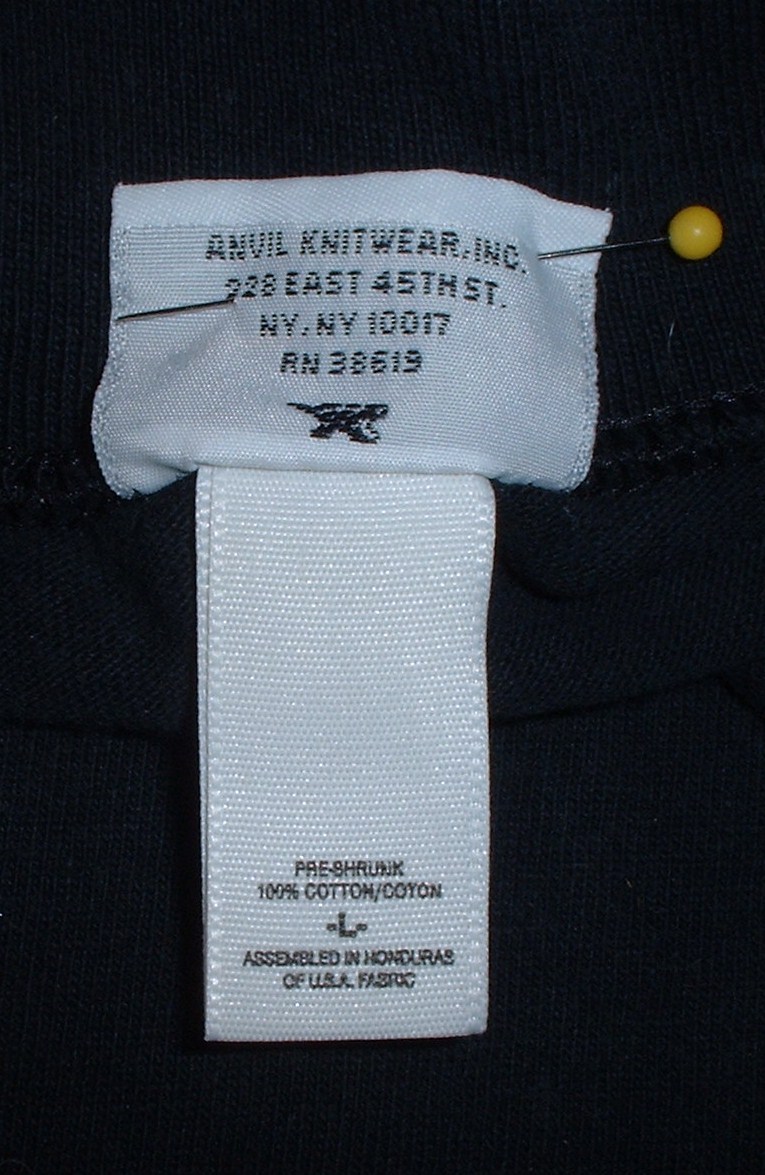 ANVIL KNITWEAR, INC.
228 EAST 45TH ST.
NY, NY 10017
RN 38619
PRE-SHRUNK
100% COTTON/COTON
-L-
ASSEMBLED IN HONDURAS
OF U.S.A. FABRIC